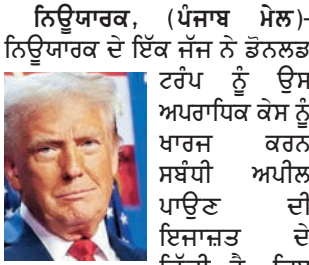 ਨਿਊਯਾਰਕ, (ਪੰਜਾਬ ਮੇਲ)-
ਨਿਊਯਾਰਕ ਦੇ ਇੱਕ ਜੱਜ ਨੇ ਡੋਨਲਡ
ਟਰੰਪ ਨੂੰ ਉਸ
ਅਪਰਾਧਿਕ ਕੇਸ ਨੂੰ
ਖਾਰਜ ਕਰਨ
ਸਬੰਧੀ ਅਪੀਲ
ਪਾਉਣ ਦੀ
ਇਜਾਜ਼ਤ ਦੇ